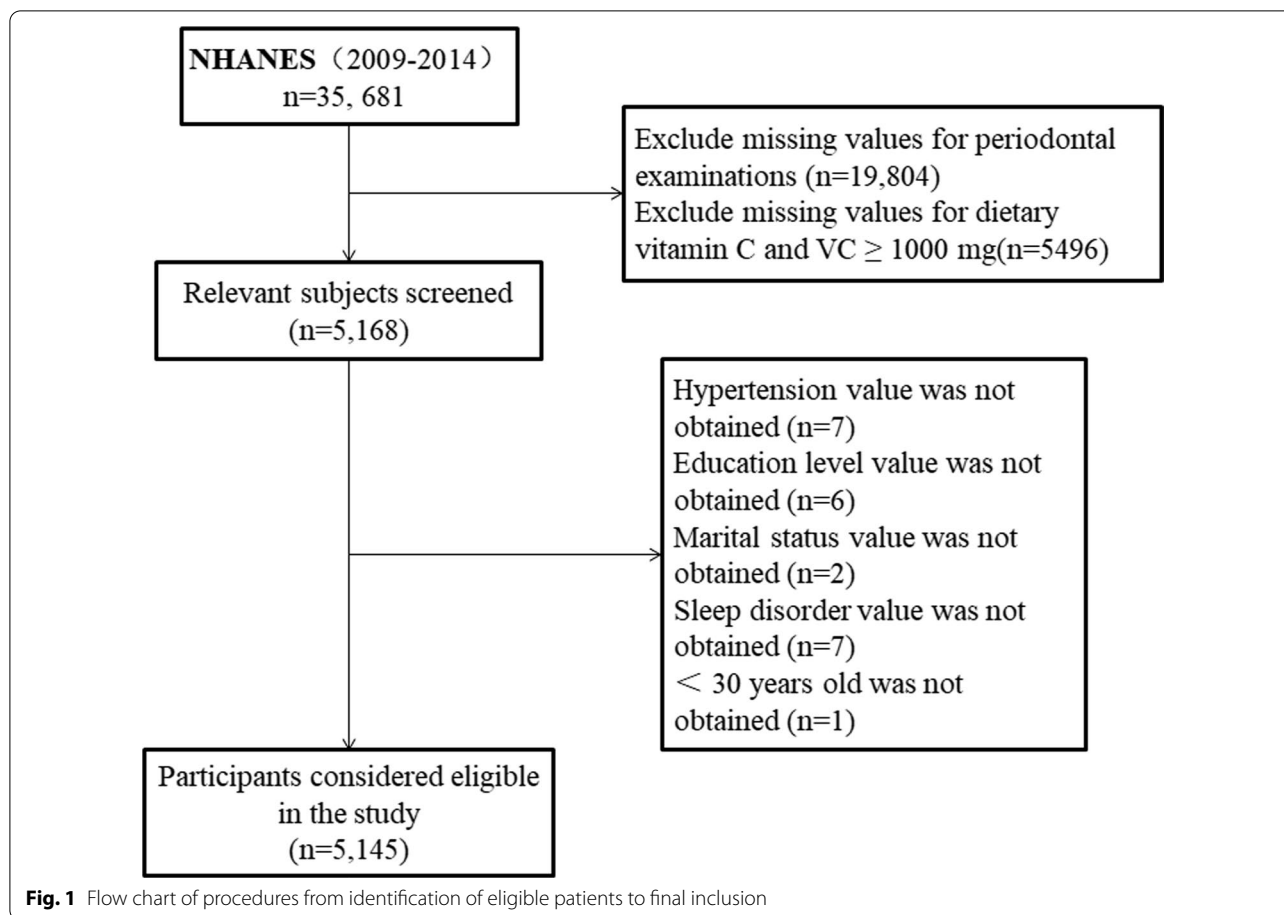 NHANES（2009-2014）
n=35, 681
Exclude missing values for periodontal
examinations (n=19,804)
Exclude missing values for dietary
vitamin C and VC ≥ 1000 mg(n=5496)
Relevant subjects screened
(n=5,168)
Hypertension value was not
obtained (n=7)
Education level value was not
obtained (n=6)
Marital status value was not
obtained (n=2)
Sleep disorder value was not
obtained (n=7)
＜ 30 years old was not
obtained (n=1)
Participants considered eligible
in the study
(n=5,145)
Fig. 1 Flow chart of procedures from identification of eligible patients to final inclusion